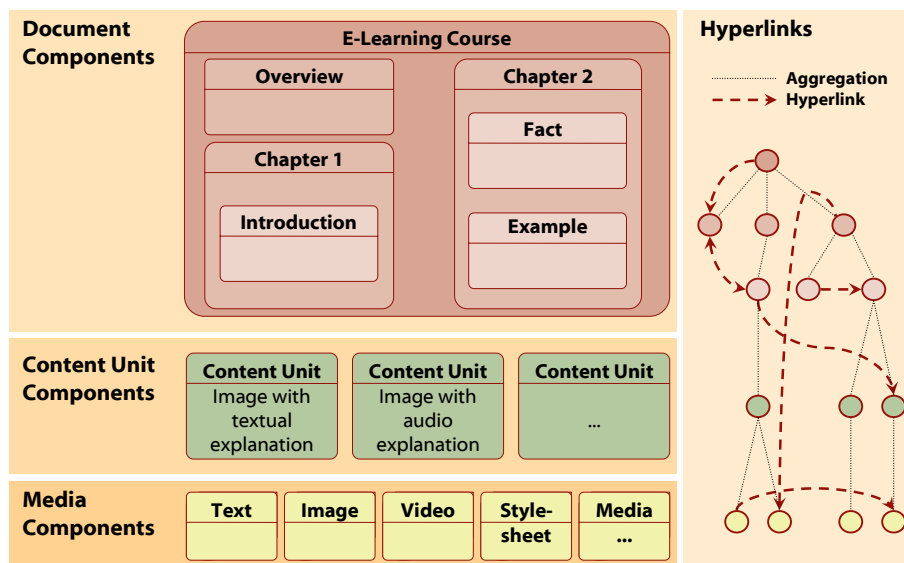 Document
Components
E-Learning Course
Overview
Chapter 1
Introduction
Chapter 2
Fact
Example
Content Unit
Components
Content Unit
Image with
textual
explanation
Content Unit
Image with
audio
explanation
Content Unit
...
Media
Components
Text
Image
Video
Style-
sheet
Media
...
Hyperlinks
Aggregation
Hyperlink